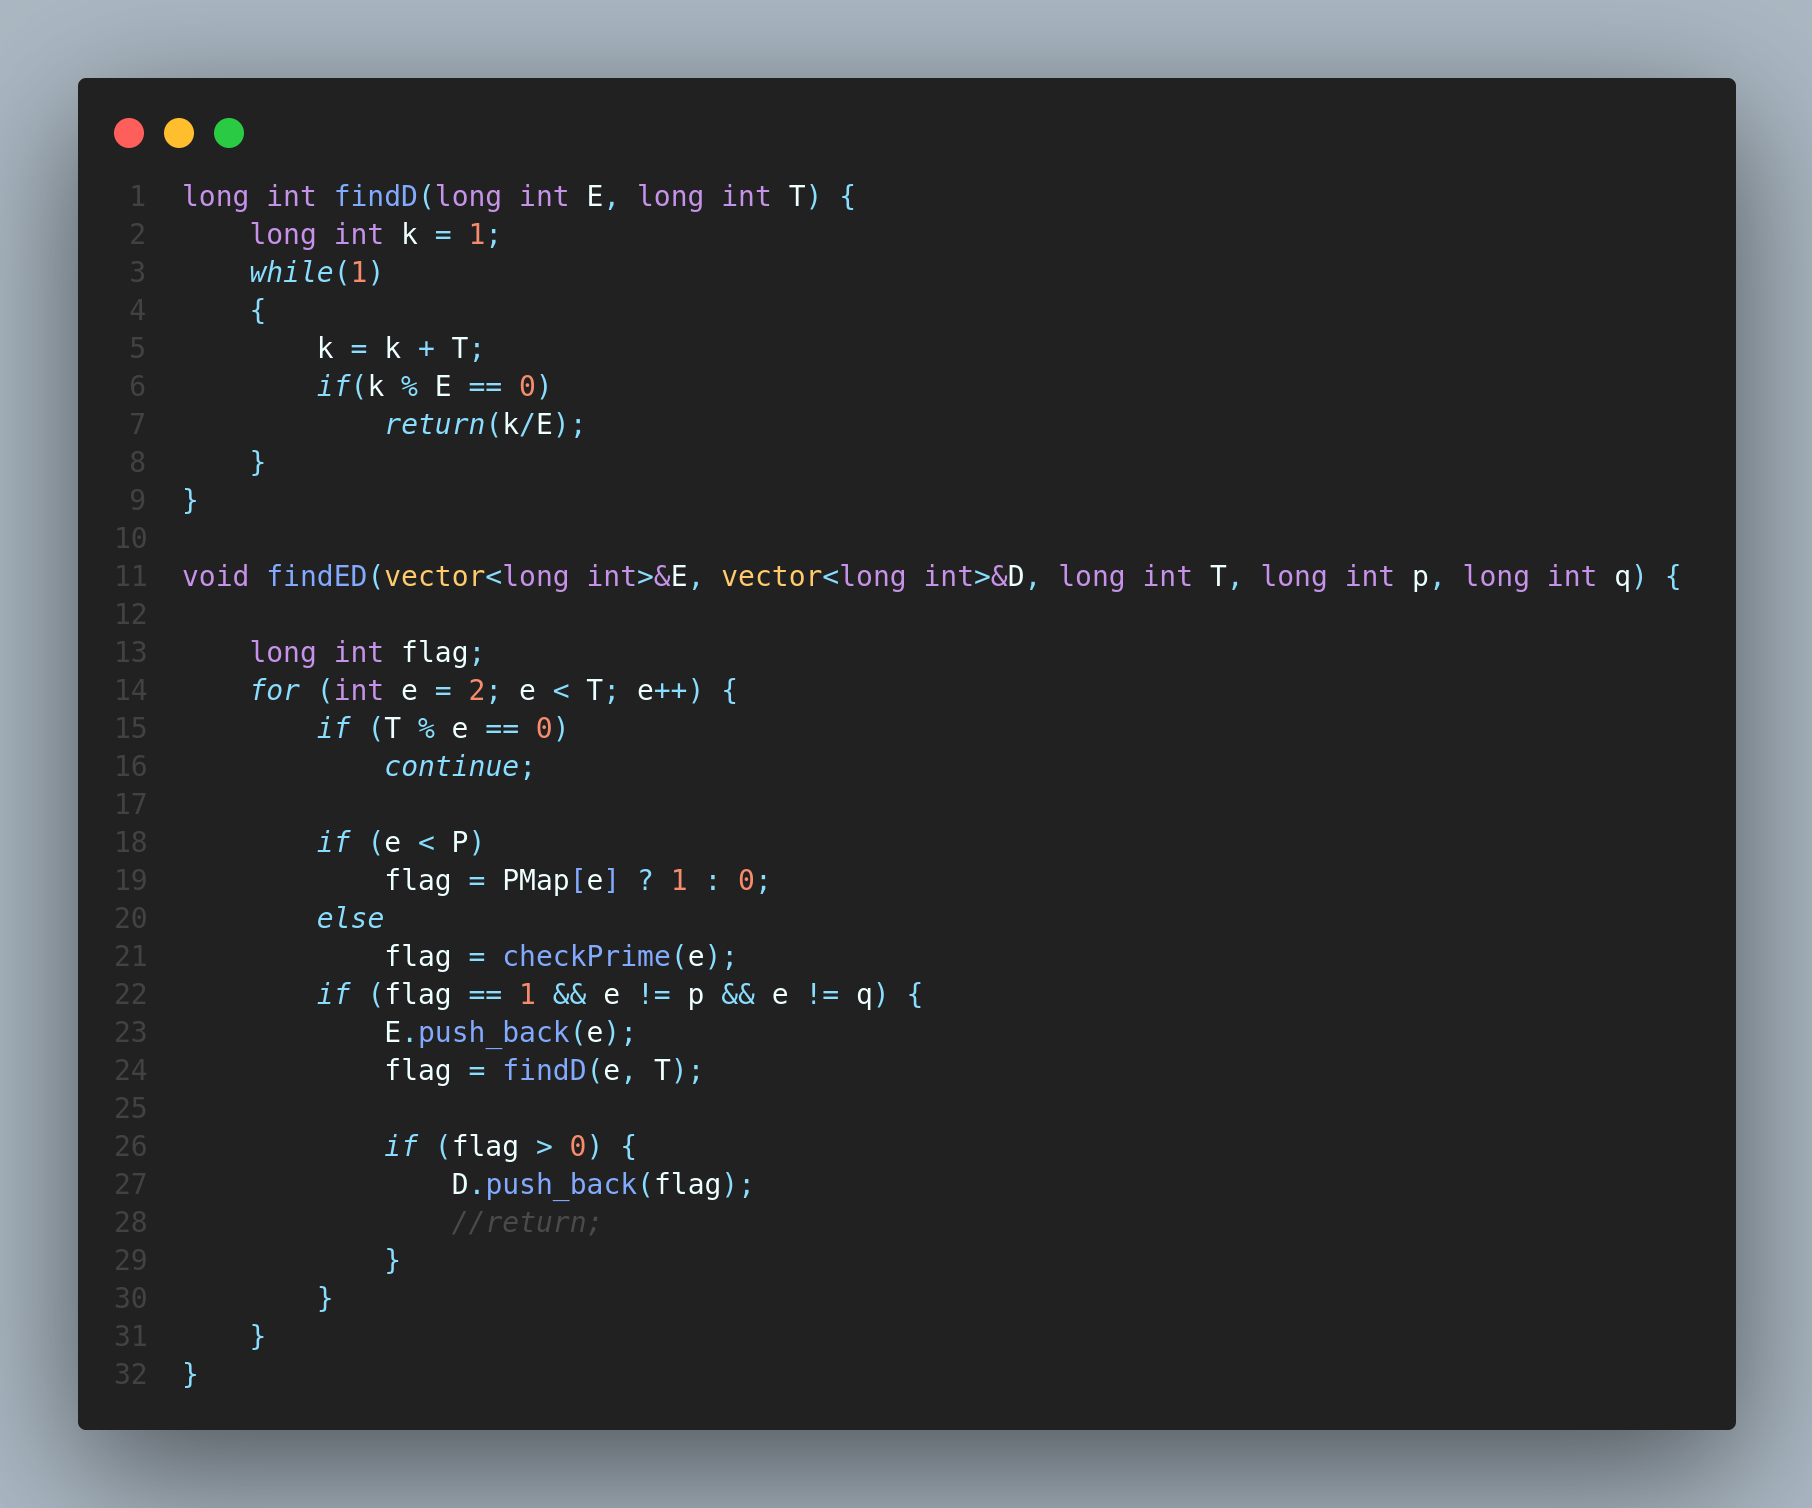 1 long int findD(long int E, long int T) {
2     long int k = 1;
3     while(1)
4     {
5         k = k + T;
6         if(k % E == 0)
7             return(k/E);
8     }
9 }
10
11 void findED(vector<long int>&E, vector<long int>&D, long int T, long int p, long int q) {
12
13     long int flag;
14     for (int e = 2; e < T; e++) {
15         if (T % e == 0)
16             continue;
17
18         if (e < P)
19             flag = PMap[e] ? 1 : 0;
20         else
21             flag = checkPrime(e);
22         if (flag == 1 && e != p && e != q) {
23             E.push_back(e);
24             flag = findD(e, T);
25
26             if (flag > 0) {
27                 D.push_back(flag);
28                 //return;
29             }
30         }
31     }
32 }